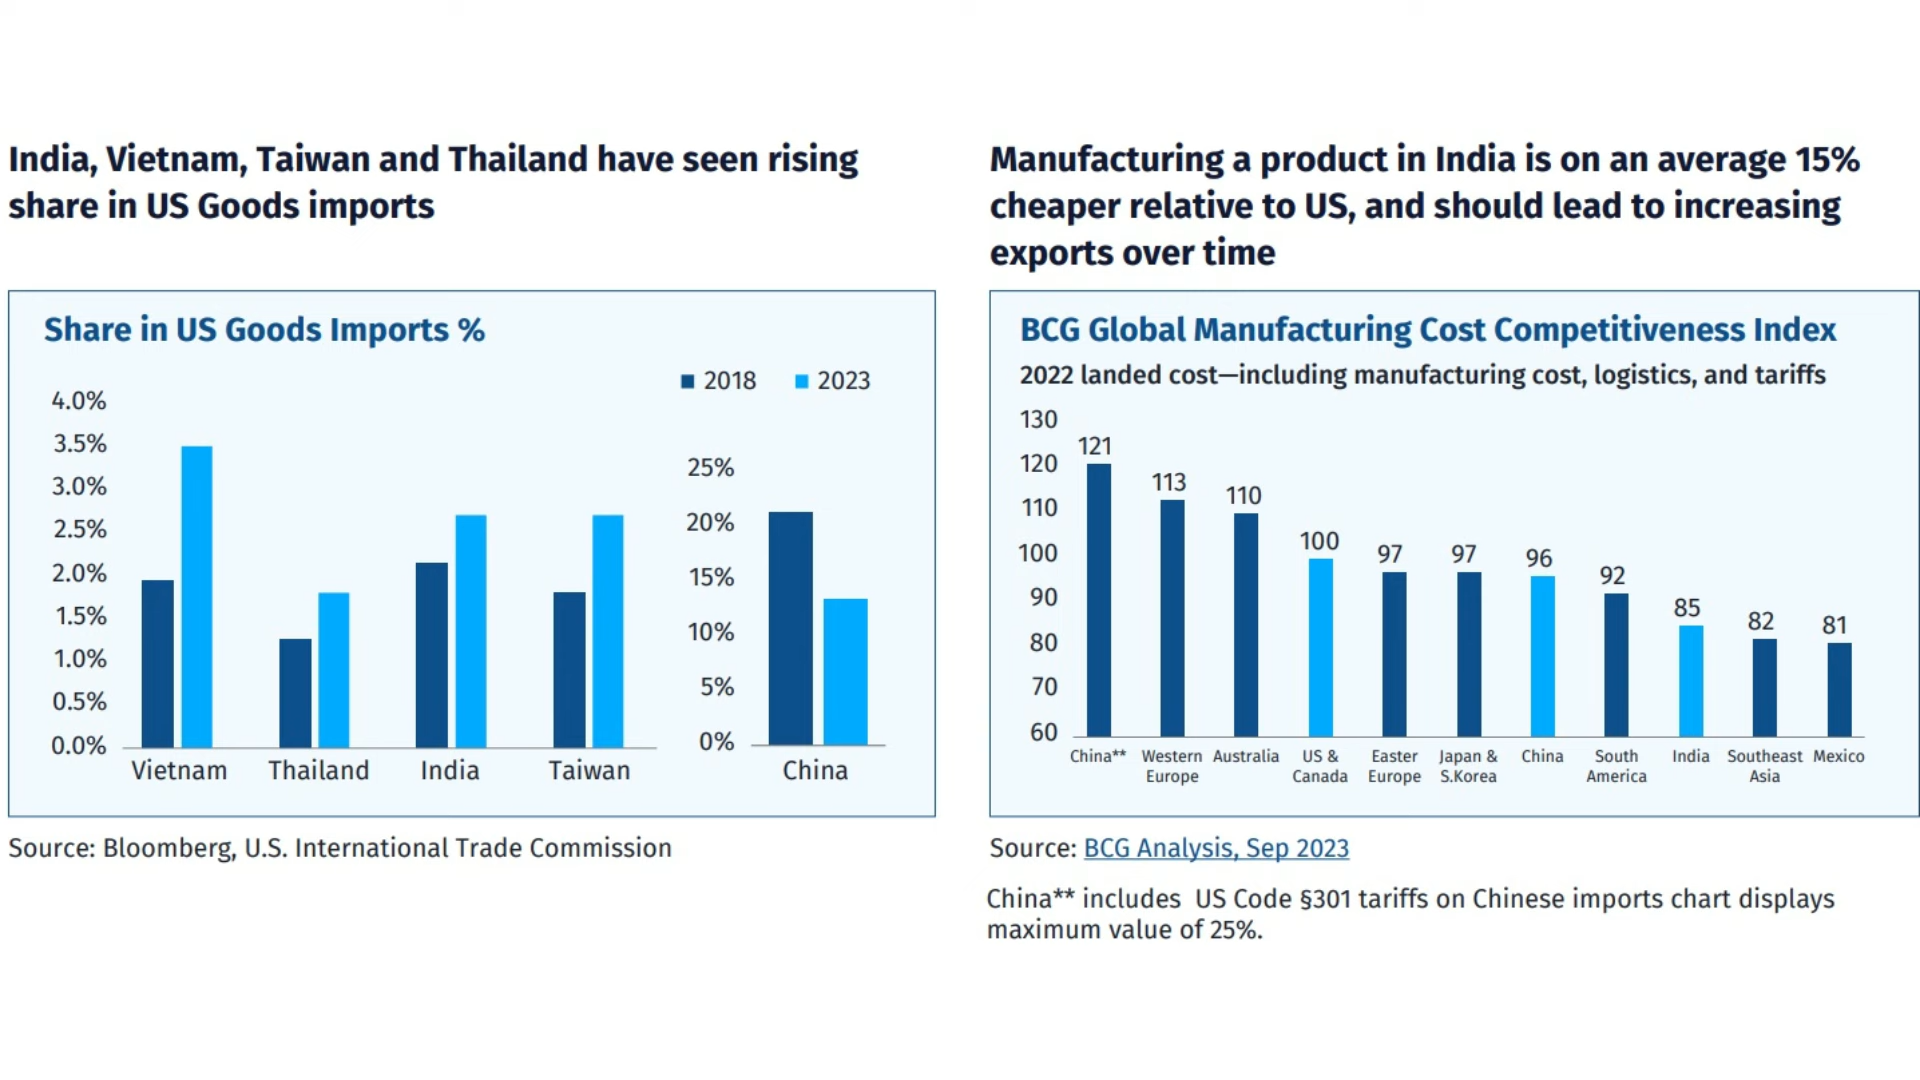 India, Vietnam, Taiwan and Thailand have seen rising
share in US Goods imports
Share in US Goods Imports %
2018 2023
4.0%
3.5%
3.0%
2.5%
2.0%
1.5%
1.0%
0.5%
0.0%
Vietnam Thailand India Taiwan
25%
20%
15%
10%
5%
0%
China
Source: Bloomberg, U.S. International Trade Commission
Manufacturing a product in India is on an average 15%
cheaper relative to US, and should lead to increasing
exports over time
BCG Global Manufacturing Cost Competitiveness Index
2022 landed cost—including manufacturing cost, logistics, and tariffs
130
120
110
100
90
80
70
60
121 113 110 100 97 97 96 92 85 82 81
China** Western Australia US & Easter Japan & China South India Southeast Mexico
Europe Canada Europe S.Korea America Asia
Source: BCG Analysis, Sep 2023
China** includes US Code §301 tariffs on Chinese imports chart displays
maximum value of 25%.